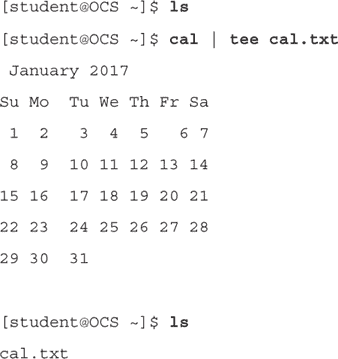 [student@OCS ~]$ ls
[student@OCS ~]$ cal | tee cal.txt
 January 2017
Su Mo  Tu We Th Fr Sa
 1  2   3  4  5   6 7
 8  9  10 11 12 13 14
15 16  17 18 19 20 21
22 23  24 25 26 27 28
29 30  31
[student@OCS ~]$ ls
cal.txt